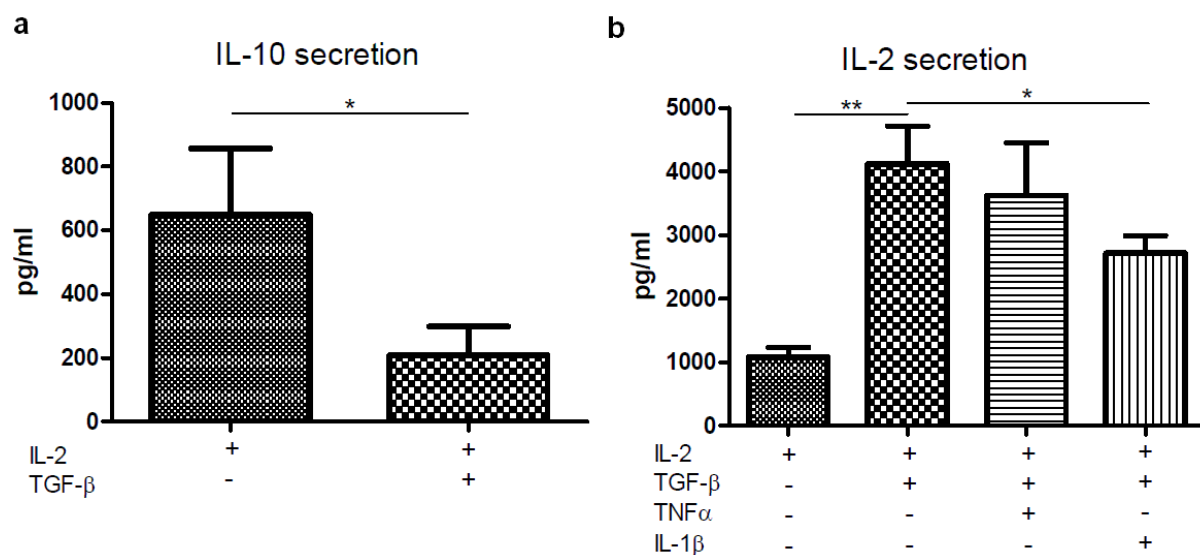 a
IL-10 secretion
*
1000
800
600
400
200
0
pg/ml
IL-2 + +
TGF-β - +
b
IL-2 secretion
** *
5000
4000
3000
2000
1000
0
pg/ml
IL-2 + + + +
TGF-β - + + +
TNFα - - + -
IL-1β - - - +